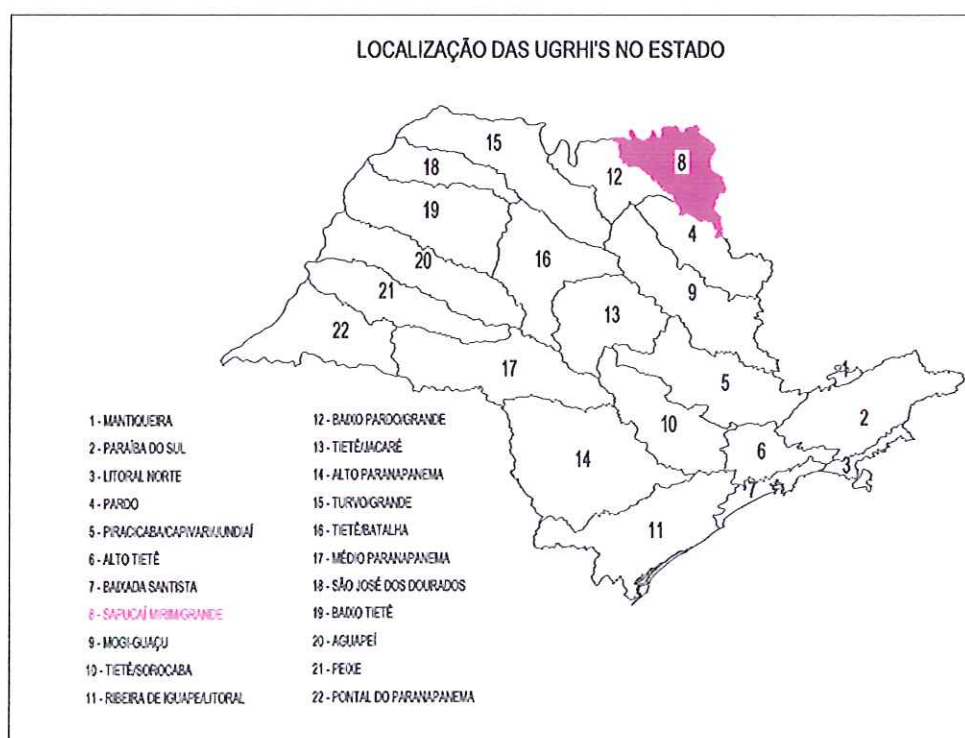 LOCALIZAÇÃO DAS UGRHI'S NO ESTADO
15
8
18
12
19
4
16
20
9
21
13
22
17
5
1
2
10
6
3
14
7
11
1 - MANTIQUEIRA
2 - PARAÍBA DO SUL
3 - LITORAL NORTE
4 - PARDO
5 - PIRACICABA/CAPIVARI/JUNDIAÍ
6 - ALTO TIETÊ
7 - BAIXADA SANTISTA
8 - SAPUCAÍ MIRIM/GRANDE
9 - MOGI-GUAÇU
10 - TIETÊ/SOROCABA
11 - RIBEIRA DE IGUAPE/LITORAL
12 - BAIXO PARDO/GRANDE
13 - TIETÊ/JACARÉ
14 - ALTO PARANAPANEMA
15 - TURVO/GRANDE
16 - TIETÊ/BATALHA
17 - MÉDIO PARANAPANEMA
18 - SÃO JOSÉ DOS DOURADOS
19 - BAIXO TIETÊ
20 - AGUAPEÍ
21 - PEIXE
22 - PONTAL DO PARANAPANEMA